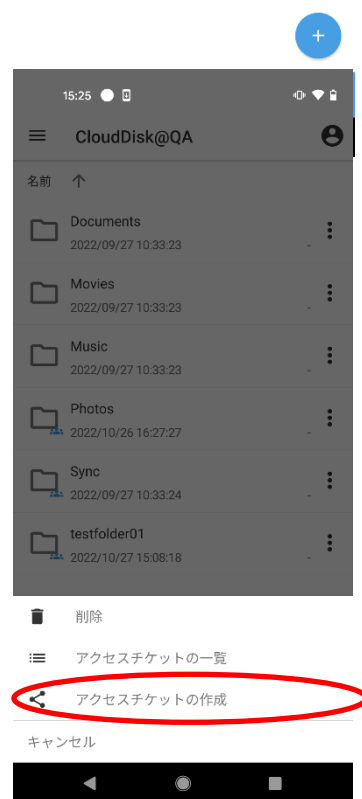 +
15:25
CloudDisk@QA
名前 ↑
Documents
2022/09/27 10:33:23 -
Movies
2022/09/27 10:33:23 -
Music
2022/09/27 10:33:23 -
Photos
2022/10/26 16:27:27 -
Sync
2022/09/27 10:33:24 -
testfolder01
2022/10/27 15:08:18 -
削除
アクセスチケットの一覧
アクセスチケットの作成
キャンセル